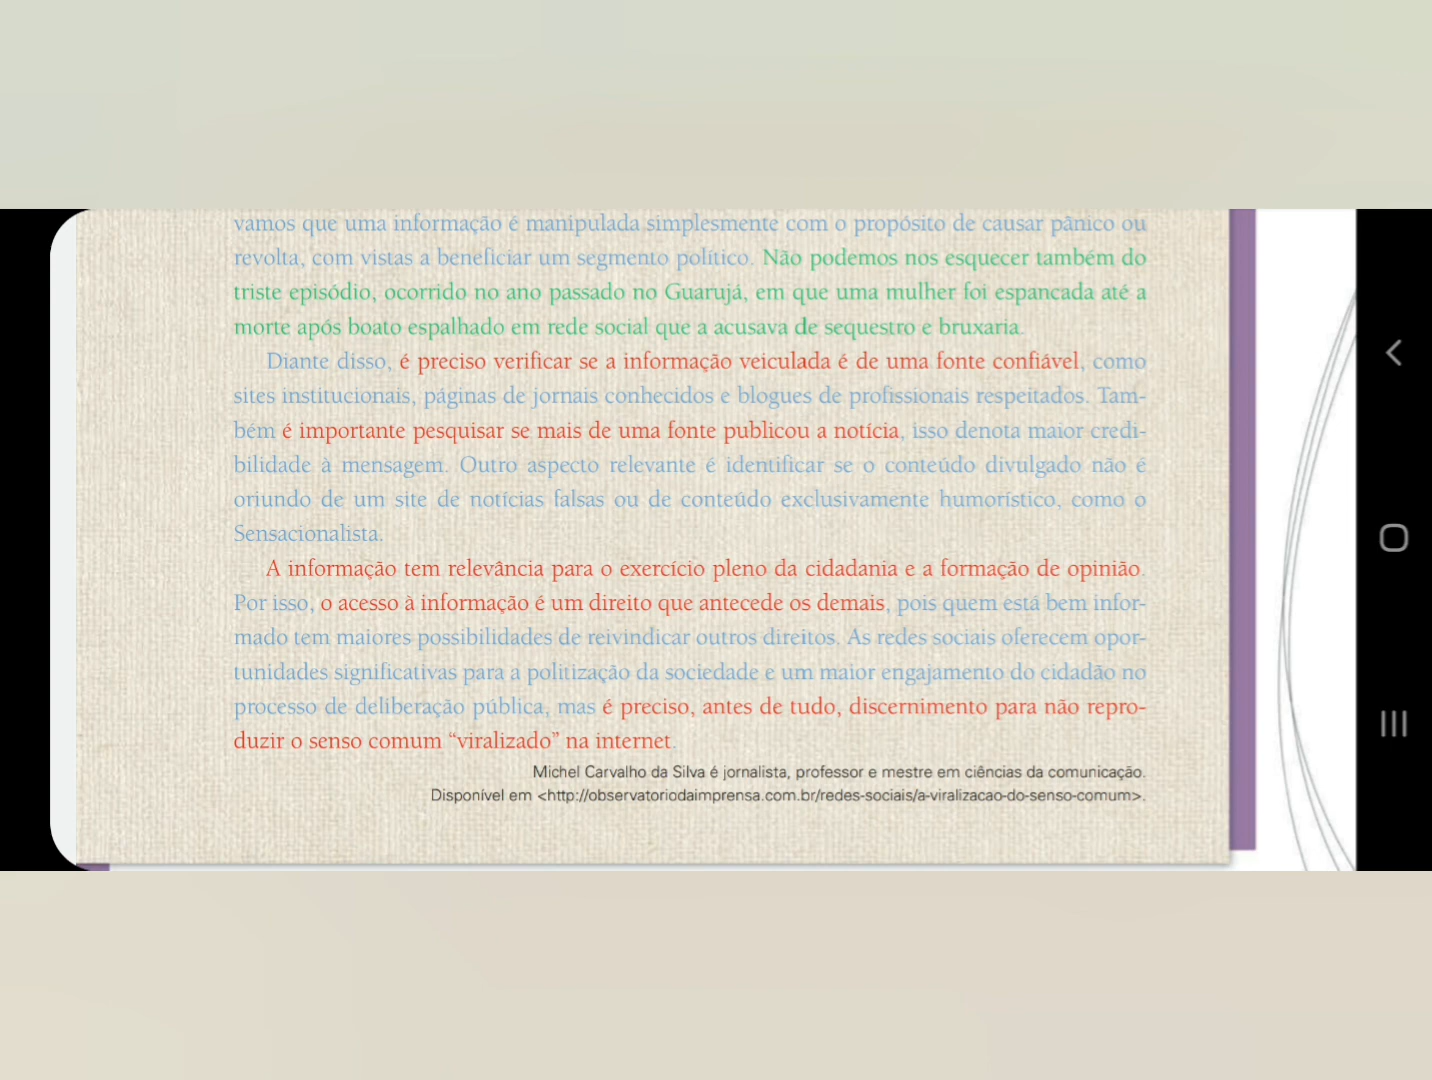 vamos que uma informação é manipulada simplesmente com o propósito de causar pânico ou
revolta, com vistas a beneficiar um segmento político. Não podemos nos esquecer também do
triste episódio, ocorrido no ano passado no Guarujá, em que uma mulher foi espancada até a
morte após boato espalhado em rede social que a acusava de sequestro e bruxaria.
Diante disso, é preciso verificar se a informação veiculada é de uma fonte confiável, como
sites institucionais, páginas de jornais conhecidos e blogues de profissionais respeitados. Tam-
bém é importante pesquisar se mais de uma fonte publicou a notícia, isso denota maior credi-
bilidade à mensagem. Outro aspecto relevante é identificar se o conteúdo divulgado não é
oriundo de um site de notícias falsas ou de conteúdo exclusivamente humorístico, como o
Sensacionalista.
A informação tem relevância para o exercício pleno da cidadania e a formação de opinião.
Por isso, o acesso à informação é um direito que antecede os demais, pois quem está bem infor-
mado tem maiores possibilidades de reivindicar outros direitos. As redes sociais oferecem opor-
tunidades significativas para a politização da sociedade e um maior engajamento do cidadão no
processo de deliberação pública, mas é preciso, antes de tudo, discernimento para não repro-
duzir o senso comum “viralizado” na internet.
Michel Carvalho da Silva é jornalista, professor e mestre em ciências da comunicação.
Disponível em <http://observatoriodaimprensa.com.br/redes-sociais/a-viralizacao-do-senso-comum>.